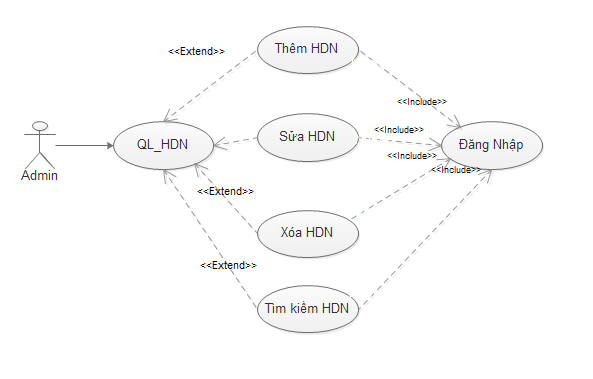 Thêm HDN
<<Extend>>
<<Include>>
Sửa HDN
<<Include>>
QL_HDN
Đăng Nhập
<<Include>>
<<Include>>
Admin
<<Extend>>
Xóa HDN
<<Extend>>
Tìm kiếm HDN